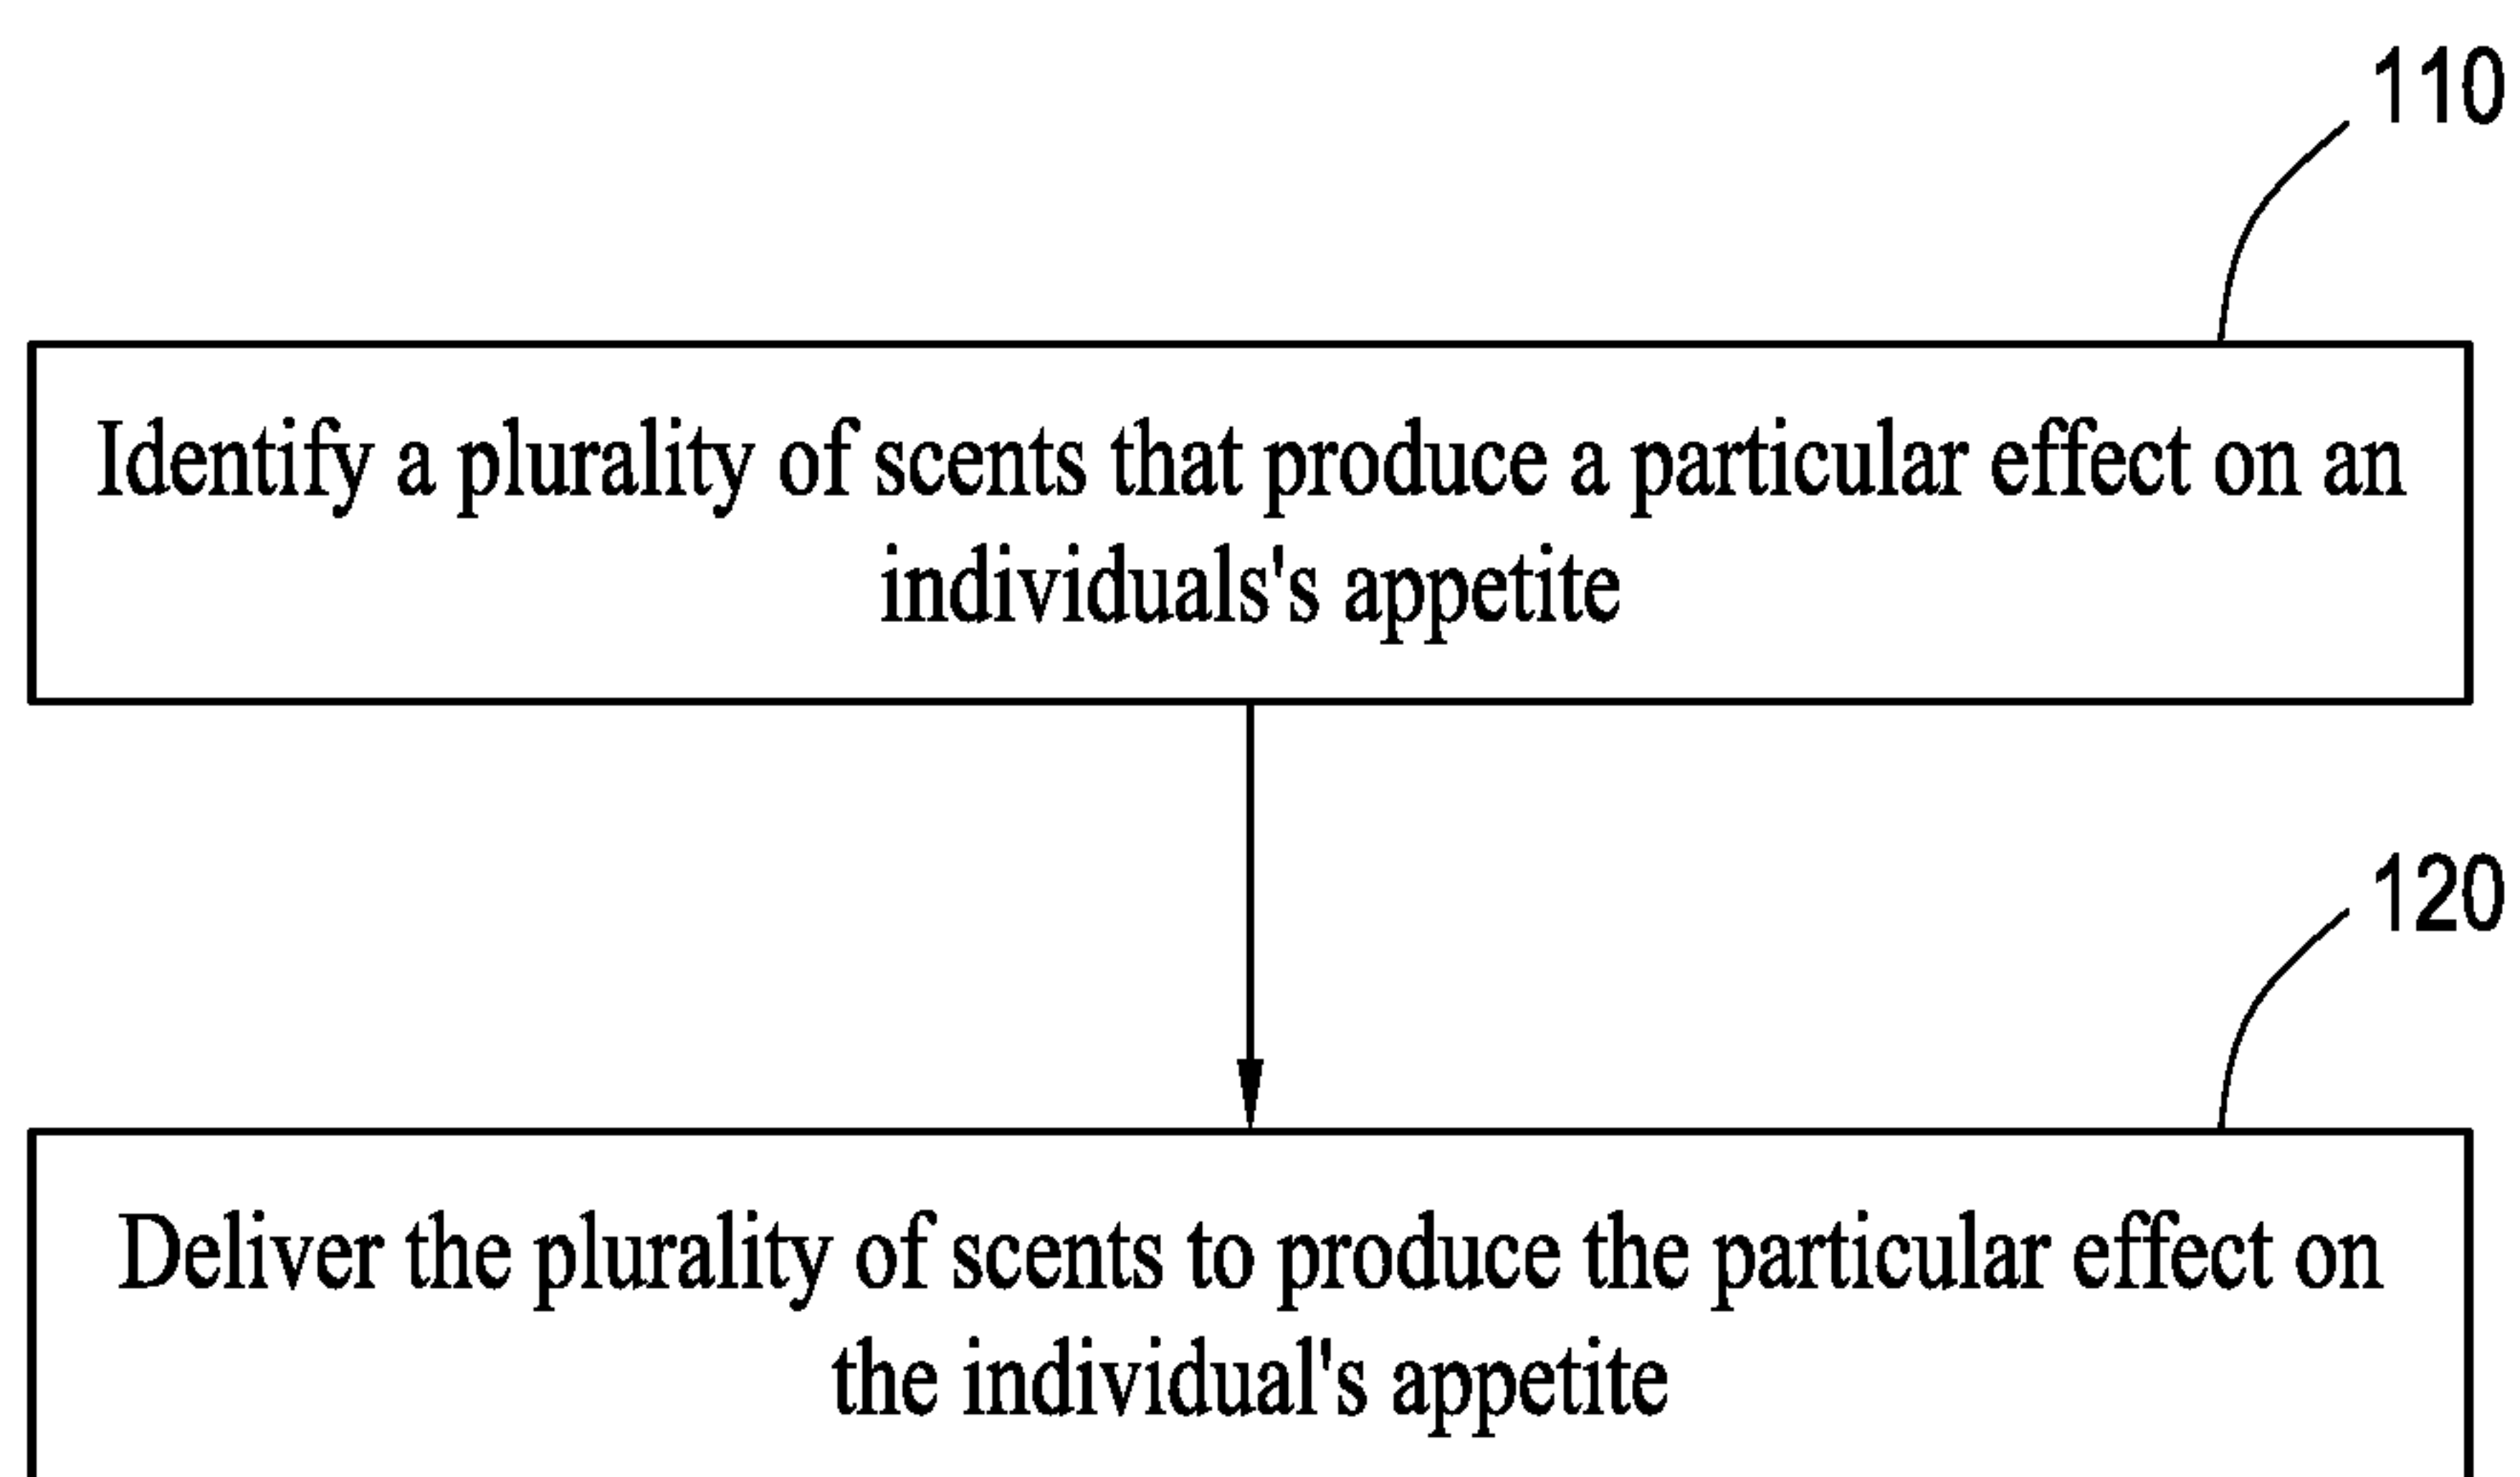 110
Identify a plurality of scents that produce a particular effect on an
individuals's appetite
120
Deliver the plurality of scents to produce the particular effect on
the individual's appetite